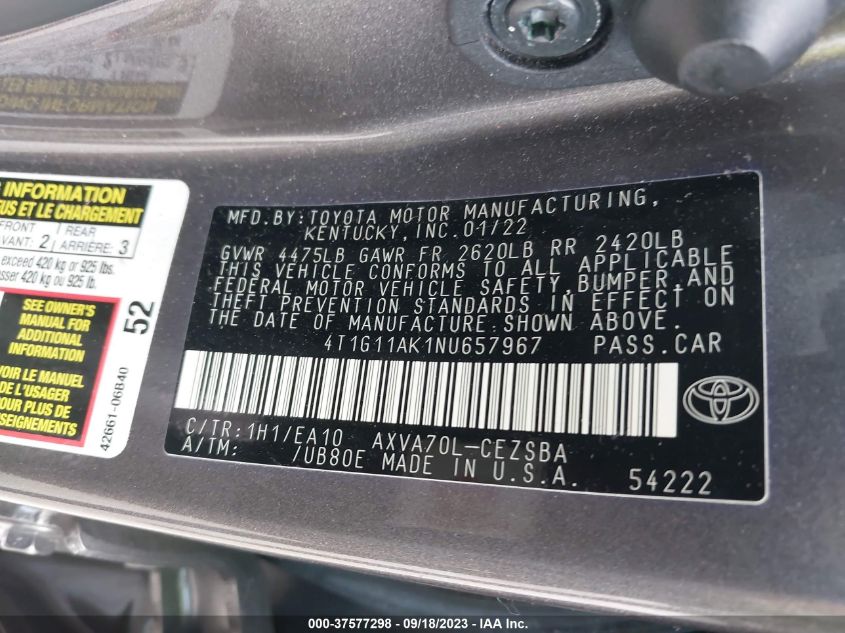 INFORMATION
TUS ET LE CHARGEMENT
FRONT
AVANT: 2
REAR
ARRIÈRE: 3
exceed 420 kg or 925 lbs.
sser 420 kg ou 925 lb.
SEE OWNER'S
MANUAL FOR
ADDITIONAL
INFORMATION
VOIR LE MANUEL
DE L'USAGER
POUR PLUS DE
ENSEIGNEMENTS
52
42661-06B40
MFD.BY:TOYOTA MOTOR MANUFACTURING,
KENTUCKY, INC.01/22
GVWR 4475LB GAWR FR 2620LB RR 2420LB
THIS VEHICLE CONFORMS TO ALL APPLICABLE
FEDERAL MOTOR VEHICLE SAFETY,BUMPER,AND
THEFT PREVENTION STANDARDS IN EFFECT ON
THE DATE OF MANUFACTURE SHOWN ABOVE.
4T1G11AK1NU657967 PASS.CAR
C/TR:1H1/EA10 AXVA70L-CEZSBA
A/TM: /UB80E MADE IN U.S.A.
54222
000-37577298 - 09/18/2023 - © IAA, Inc.